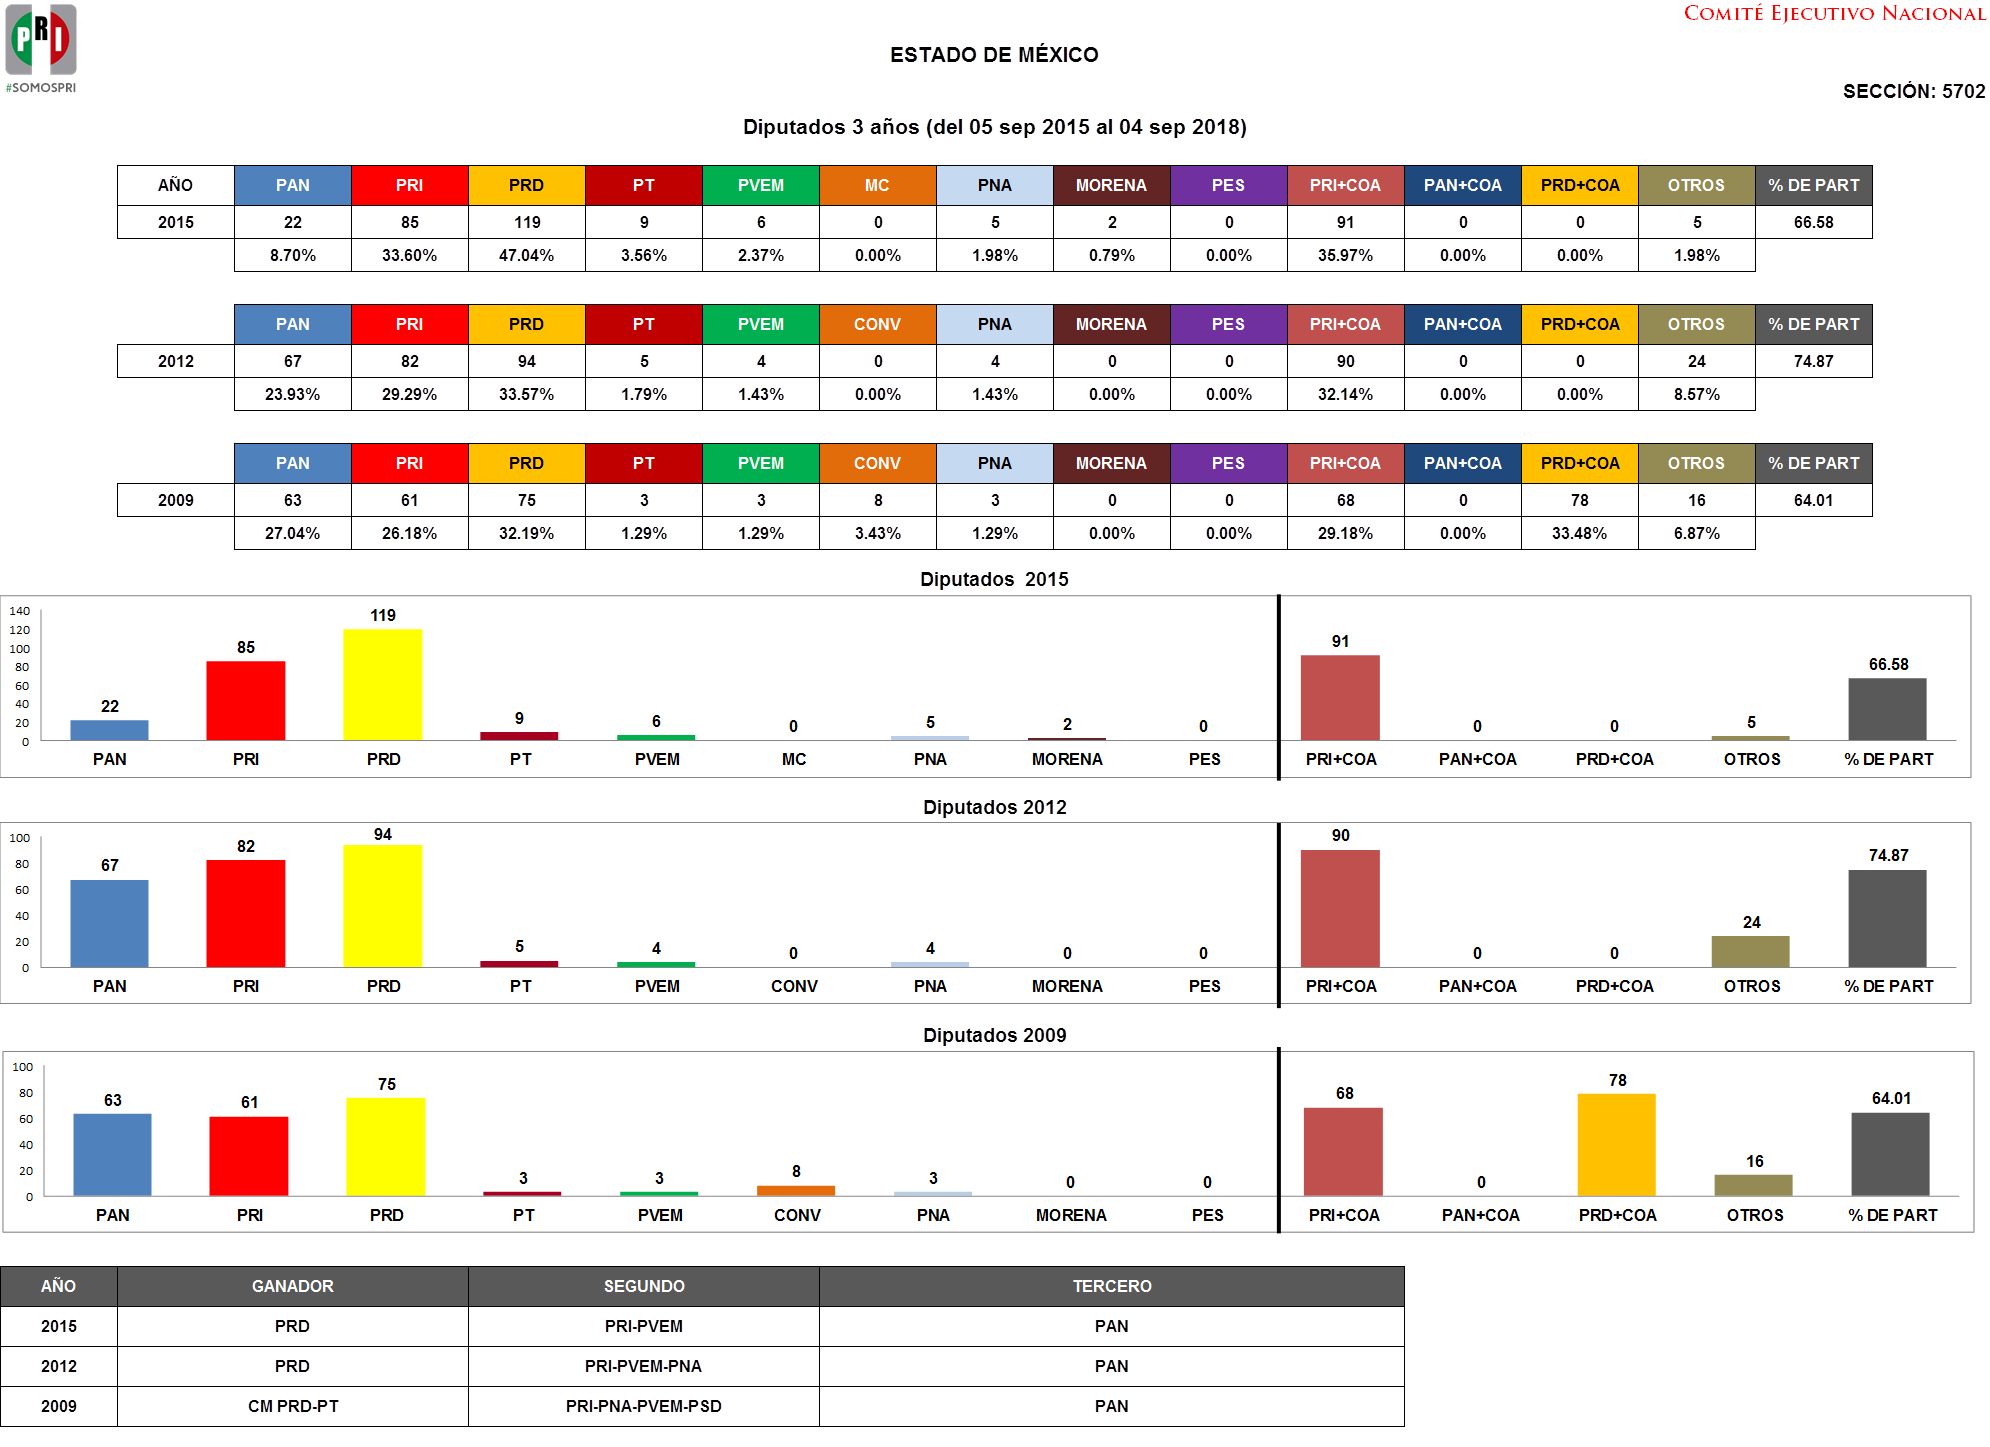 PRI
#SOMOSPRI
COMITÉ EJECUTIVO NACIONAL
ESTADO DE MÉXICO
SECCIÓN: 5702
Diputados 3 años (del 05 sep 2015 al 04 sep 2018)
AÑO PAN PRI PRD PT PVEM MC PNA MORENA PES PRI+COA PAN+COA PRD+COA OTROS % DE PART
2015 22 85 119 9 6 0 5 2 0 91 0 0 5 66.58
8.70% 33.60% 47.04% 3.56% 2.37% 0.00% 1.98% 0.79% 0.00% 35.97% 0.00% 0.00% 1.98%
PAN PRI PRD PT PVEM CONV PNA MORENA PES PRI+COA PAN+COA PRD+COA OTROS % DE PART
2012 67 82 94 5 4 0 4 0 0 90 0 0 24 74.87
23.93% 29.29% 33.57% 1.79% 1.43% 0.00% 1.43% 0.00% 0.00% 32.14% 0.00% 0.00% 8.57%
PAN PRI PRD PT PVEM CONV PNA MORENA PES PRI+COA PAN+COA PRD+COA OTROS % DE PART
2009 63 61 75 3 3 8 3 0 0 68 0 78 16 64.01
27.04% 26.18% 32.19% 1.29% 1.29% 3.43% 1.29% 0.00% 0.00% 29.18% 0.00% 33.48% 6.87%
Diputados 2015
140
120
100
80
60
40
20
0
22 85 119 9 6 0 5 2 0 91 0 0 5 66.58
PAN PRI PRD PT PVEM MC PNA MORENA PES PRI+COA PAN+COA PRD+COA OTROS % DE PART
Diputados 2012
100
80
60
40
20
0
67 82 94 5 4 0 4 0 0 90 0 0 24 74.87
PAN PRI PRD PT PVEM CONV PNA MORENA PES PRI+COA PAN+COA PRD+COA OTROS % DE PART
Diputados 2009
100
80
60
40
20
0
63 61 75 3 3 8 3 0 0 68 0 78 16 64.01
PAN PRI PRD PT PVEM CONV PNA MORENA PES PRI+COA PAN+COA PRD+COA OTROS % DE PART
AÑO GANADOR SEGUNDO TERCERO
2015 PRD PRI-PVEM PAN
2012 PRD PRI-PVEM-PNA PAN
2009 CM PRD-PT PRI-PNA-PVEM-PSD PAN